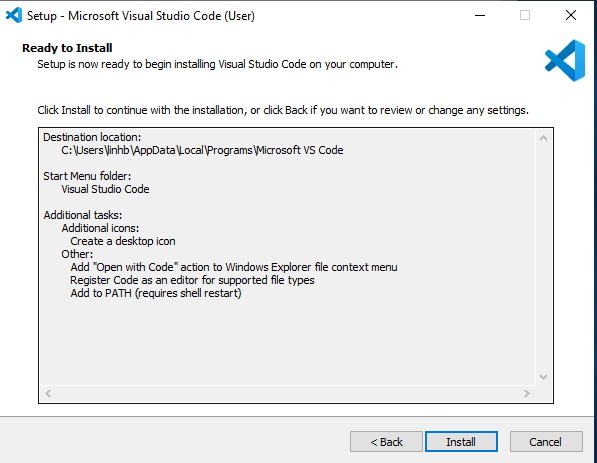 Setup - Microsoft Visual Studio Code (User)
Ready to Install
Setup is now ready to begin installing Visual Studio Code on your computer.
Click Install to continue with the installation, or click Back if you want to review or change any settings.
Destination location:
C:\Users\linhb\AppData\Local\Programs\Microsoft VS Code
Start Menu folder:
Visual Studio Code
Additional tasks:
Additional icons:
Create a desktop icon
Other:
Add "Open with Code" action to Windows Explorer file context menu
Register Code as an editor for supported file types
Add to PATH (requires shell restart)
< Back
Install
Cancel